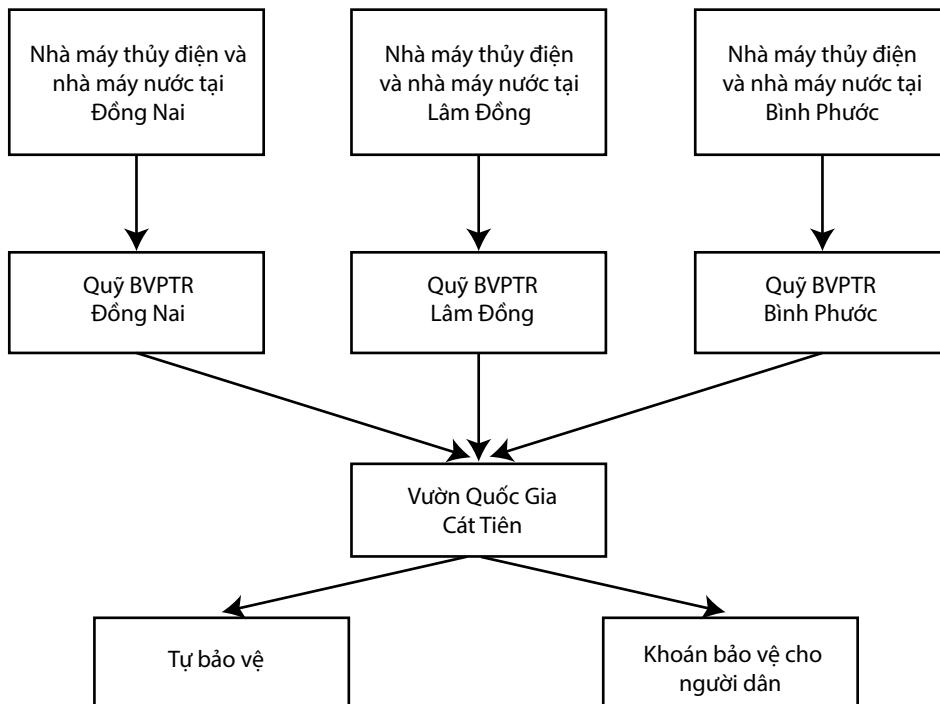 Nhà máy thủy điện và
nhà máy nước tại
Đồng Nai
Nhà máy thủy điện
và nhà máy nước tại
Lâm Đồng
Nhà máy thủy điện
và nhà máy nước tại
Bình Phước
Quỹ BVPTR
Đồng Nai
Quỹ BVPTR
Lâm Đồng
Quỹ BVPTR
Bình Phước
Vườn Quốc Gia
Cát Tiên
Tự bảo vệ
Khoán bảo vệ cho
người dân